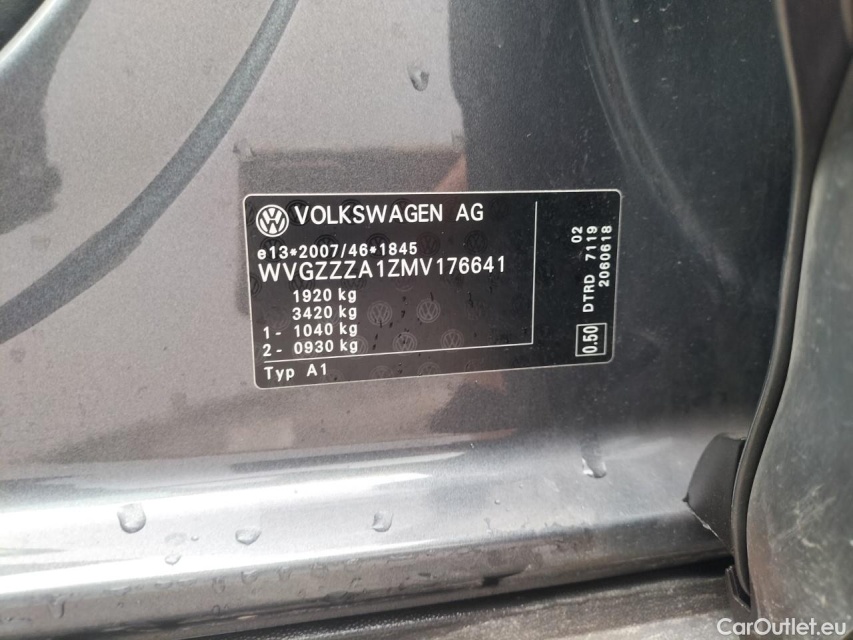 VOLKSWAGEN AG
e13*2007/46*1845
WVGZZZA1ZMV176641
1920 kg
3420 kg
1- 1040 kg
2- 0930 kg
Typ A1
02
DTRD 7119
2060618
0.50
CarOutlet.eu